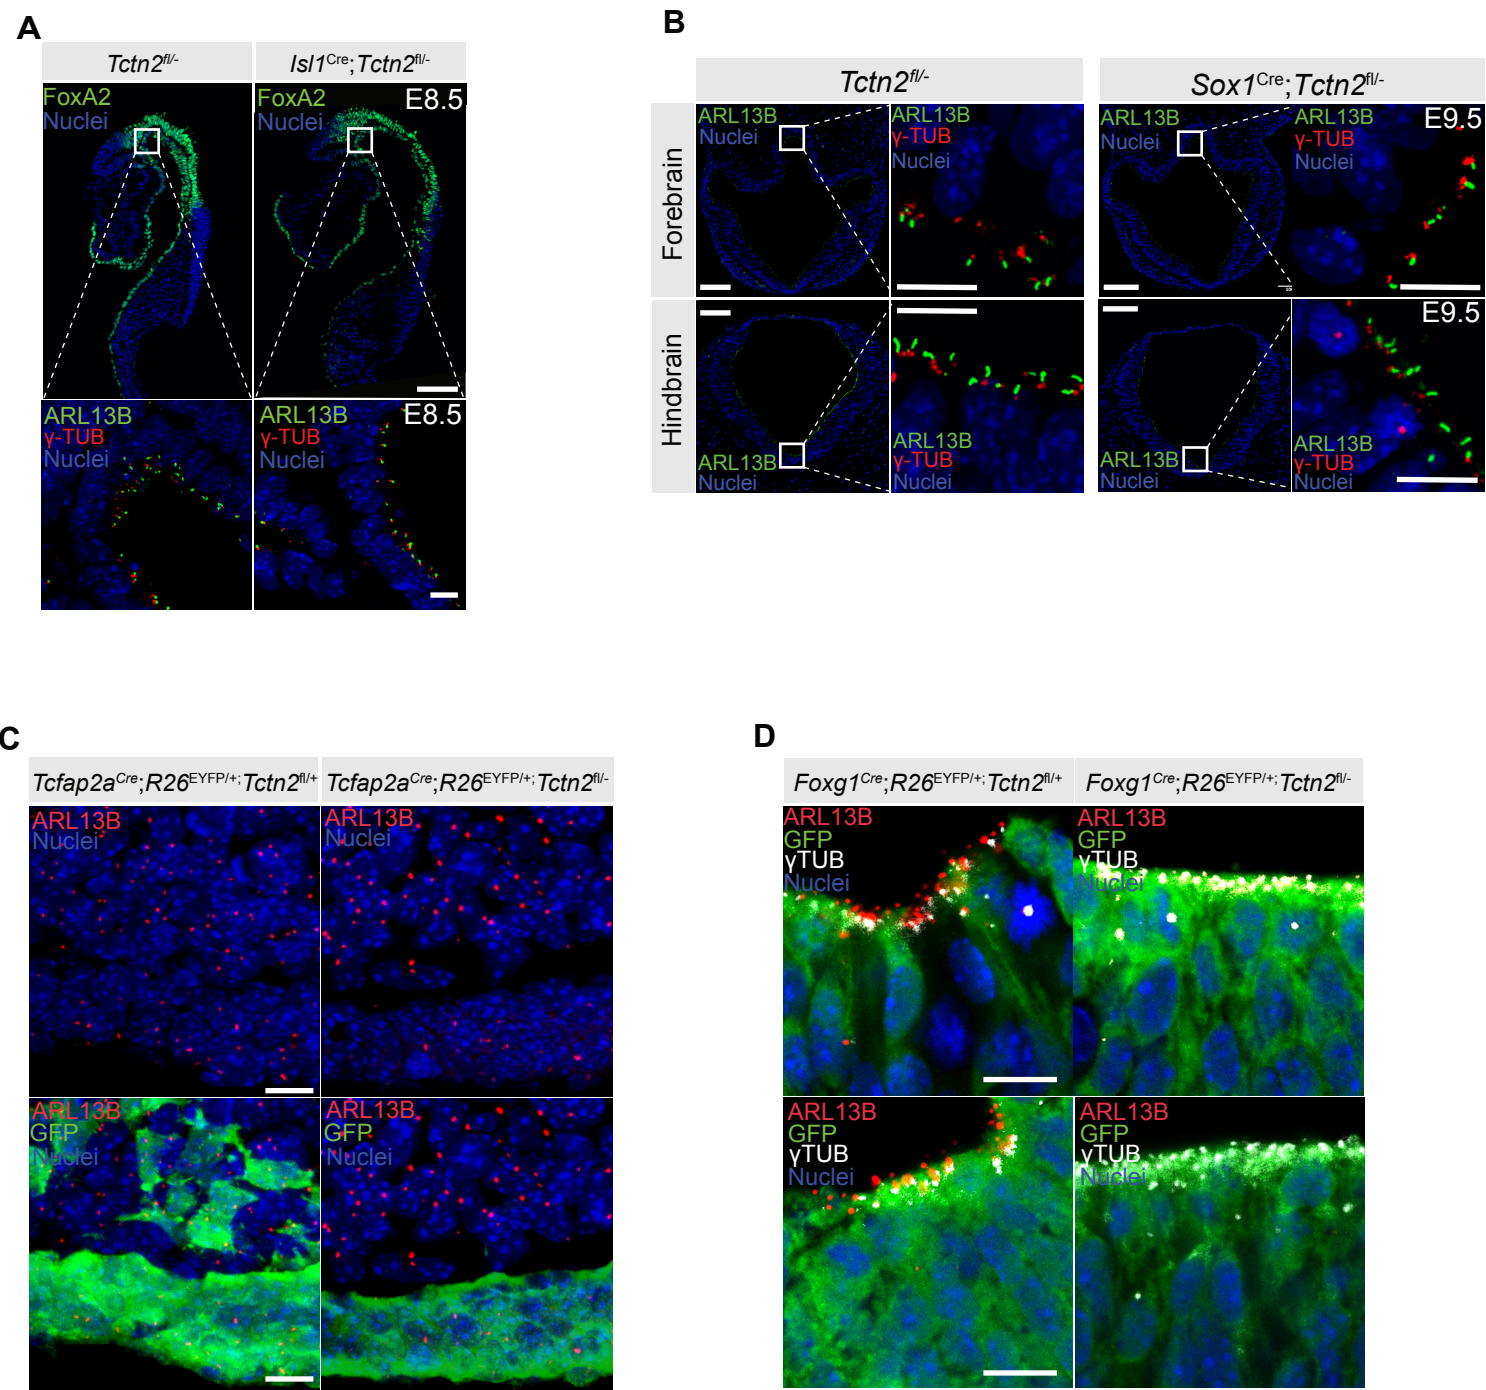 A
Tctn2fl/-
Isl1Cre;Tctn2fl/-
FoxA2
Nuclei
FoxA2
Nuclei
E8.5
ARL13B
γ-TUB
Nuclei
ARL13B
γ-TUB
Nuclei
E8.5
B
Tctn2fl/-
Sox1Cre;Tctn2fl/-
Forebrain
ARL13B
Nuclei
ARL13B
γ-TUB
Nuclei
ARL13B
Nuclei
ARL13B
γ-TUB
Nuclei
E9.5
Hindbrain
ARL13B
Nuclei
ARL13B
γ-TUB
Nuclei
ARL13B
Nuclei
E9.5
ARL13B
γ-TUB
Nuclei
C
Tcfap2aCre;R26EYFP/+;Tctn2fl/+
Tcfap2aCre;R26EYFP/+;Tctn2fl/-
ARL13B
Nuclei
ARL13B
Nuclei
ARL13B
GFP
Nuclei
ARL13B
GFP
Nuclei
D
Foxg1Cre;R26EYFP/+;Tctn2fl/+
Foxg1Cre;R26EYFP/+;Tctn2fl/-
ARL13B
GFP
γTUB
Nuclei
ARL13B
GFP
γTUB
Nuclei
ARL13B
GFP
γTUB
Nuclei
ARL13B
GFP
γTUB
Nuclei